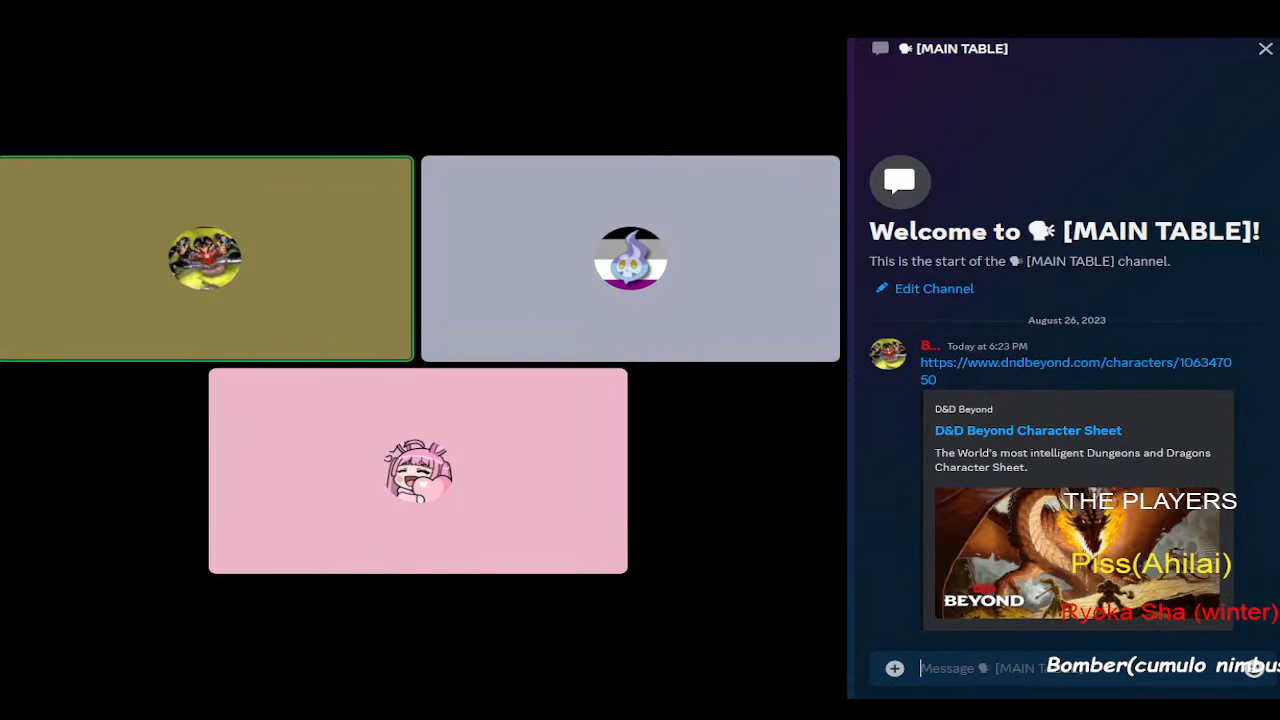 🗣 [MAIN TABLE]
Welcome to 🗣 [MAIN TABLE]!
This is the start of the 🗣 [MAIN TABLE] channel.
Edit Channel
August 26, 2023
B... Today at 6:23 PM
https://www.dndbeyond.com/characters/1063470
50
D&D Beyond
D&D Beyond Character Sheet
The World's most intelligent Dungeons and Dragons
Character Sheet.
THE PLAYERS
Piss(Ahilai)
BEYOND
Ryoka Sha (winter)
Message 🗣 [MAIN
Bomber(cumulo nimbus